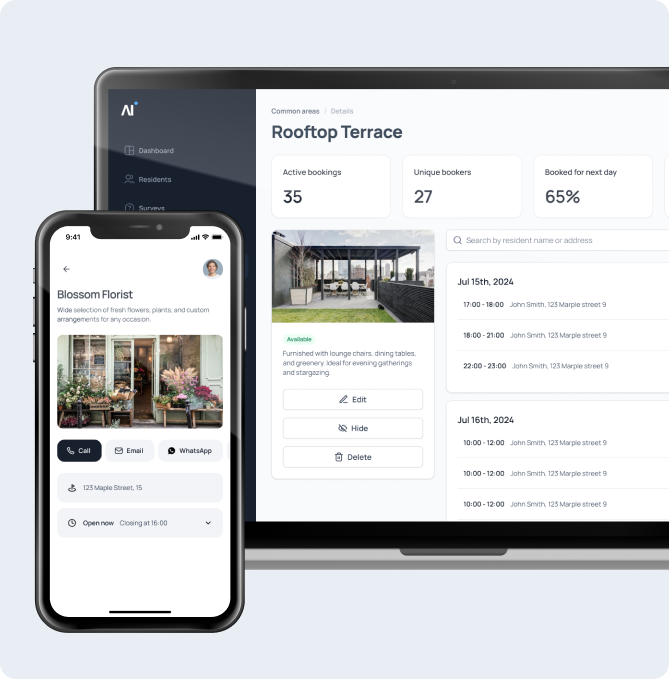 AI
Dashboard
Residents
Surveys
Common areas / Details
Rooftop Terrace
Active bookings
35
Unique bookers
27
Booked for next day
65%
Available
Furnished with lounge chairs, dining tables,
and greenery. Ideal for evening gatherings
and stargazing.
Edit
Hide
Delete
Search by resident name or address
Jul 15th, 2024
17:00 - 18:00 John Smith, 123 Marple street 9
18:00 - 21:00 John Smith, 123 Marple street 9
22:00 - 23:00 John Smith, 123 Marple street 9
Jul 16th, 2024
10:00 - 12:00 John Smith, 123 Marple street 9
10:00 - 12:00 John Smith, 123 Marple street 9
10:00 - 12:00 John Smith, 123 Marple street 9
9:41
Blossom Florist
Wide selection of fresh flowers, plants, and custom
arrangements for any occasion.
Call
Email
WhatsApp
123 Maple Street, 15
Open now Closing at 16:00